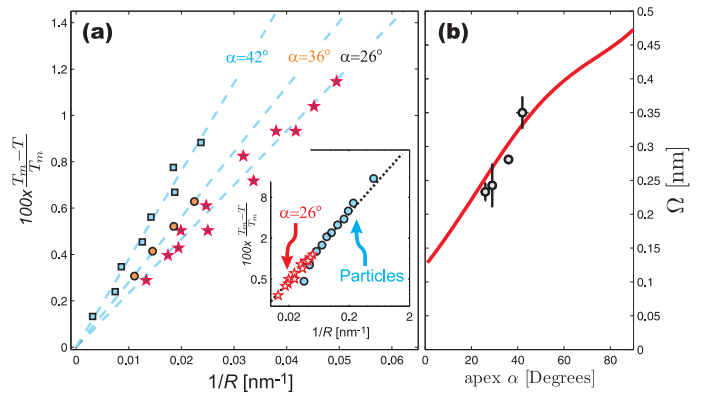 (a)
α=42°
α=36°
α=26°
1.4
1.2
1
0.8
0.6
0.4
0.2
0
100x (T_m − T)/T_m
0
0.01
0.02
0.03
0.04
0.05
0.06
1/R [nm⁻¹]
α=26°
Particles
8
2
0.5
100x (T_m − T)/T_m
0.02
0.2
2
1/R [nm⁻¹]
(b)
0.5
0.45
0.4
0.35
0.3
0.25
0.2
0.15
0.1
0.05
0
Ω [nm]
0
20
40
60
80
apex α [Degrees]